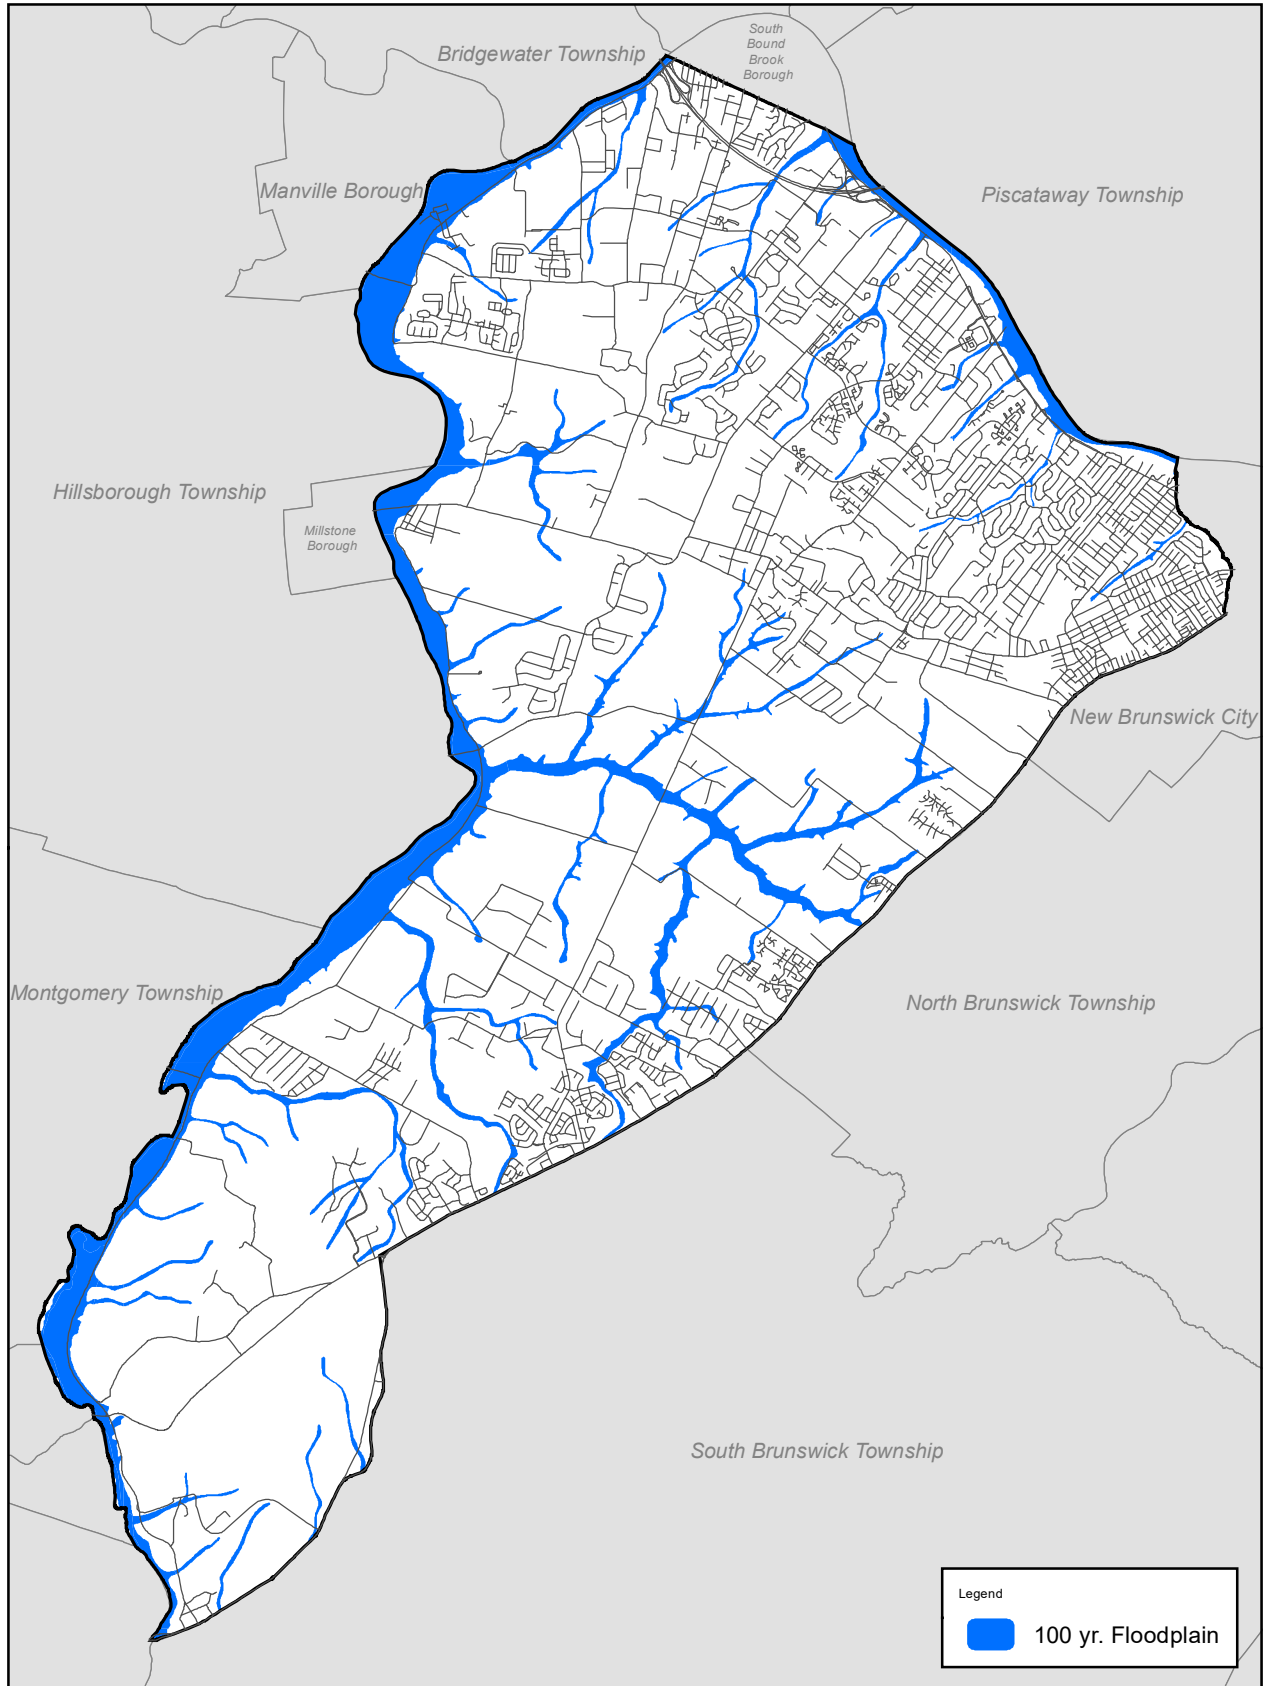 South
Bound
Brook
Borough
Bridgewater Township
Manville Borough
Piscataway Township
Hillsborough Township
Millstone
Borough
New Brunswick City
Montgomery Township
North Brunswick Township
South Brunswick Township
Legend
100 yr. Floodplain